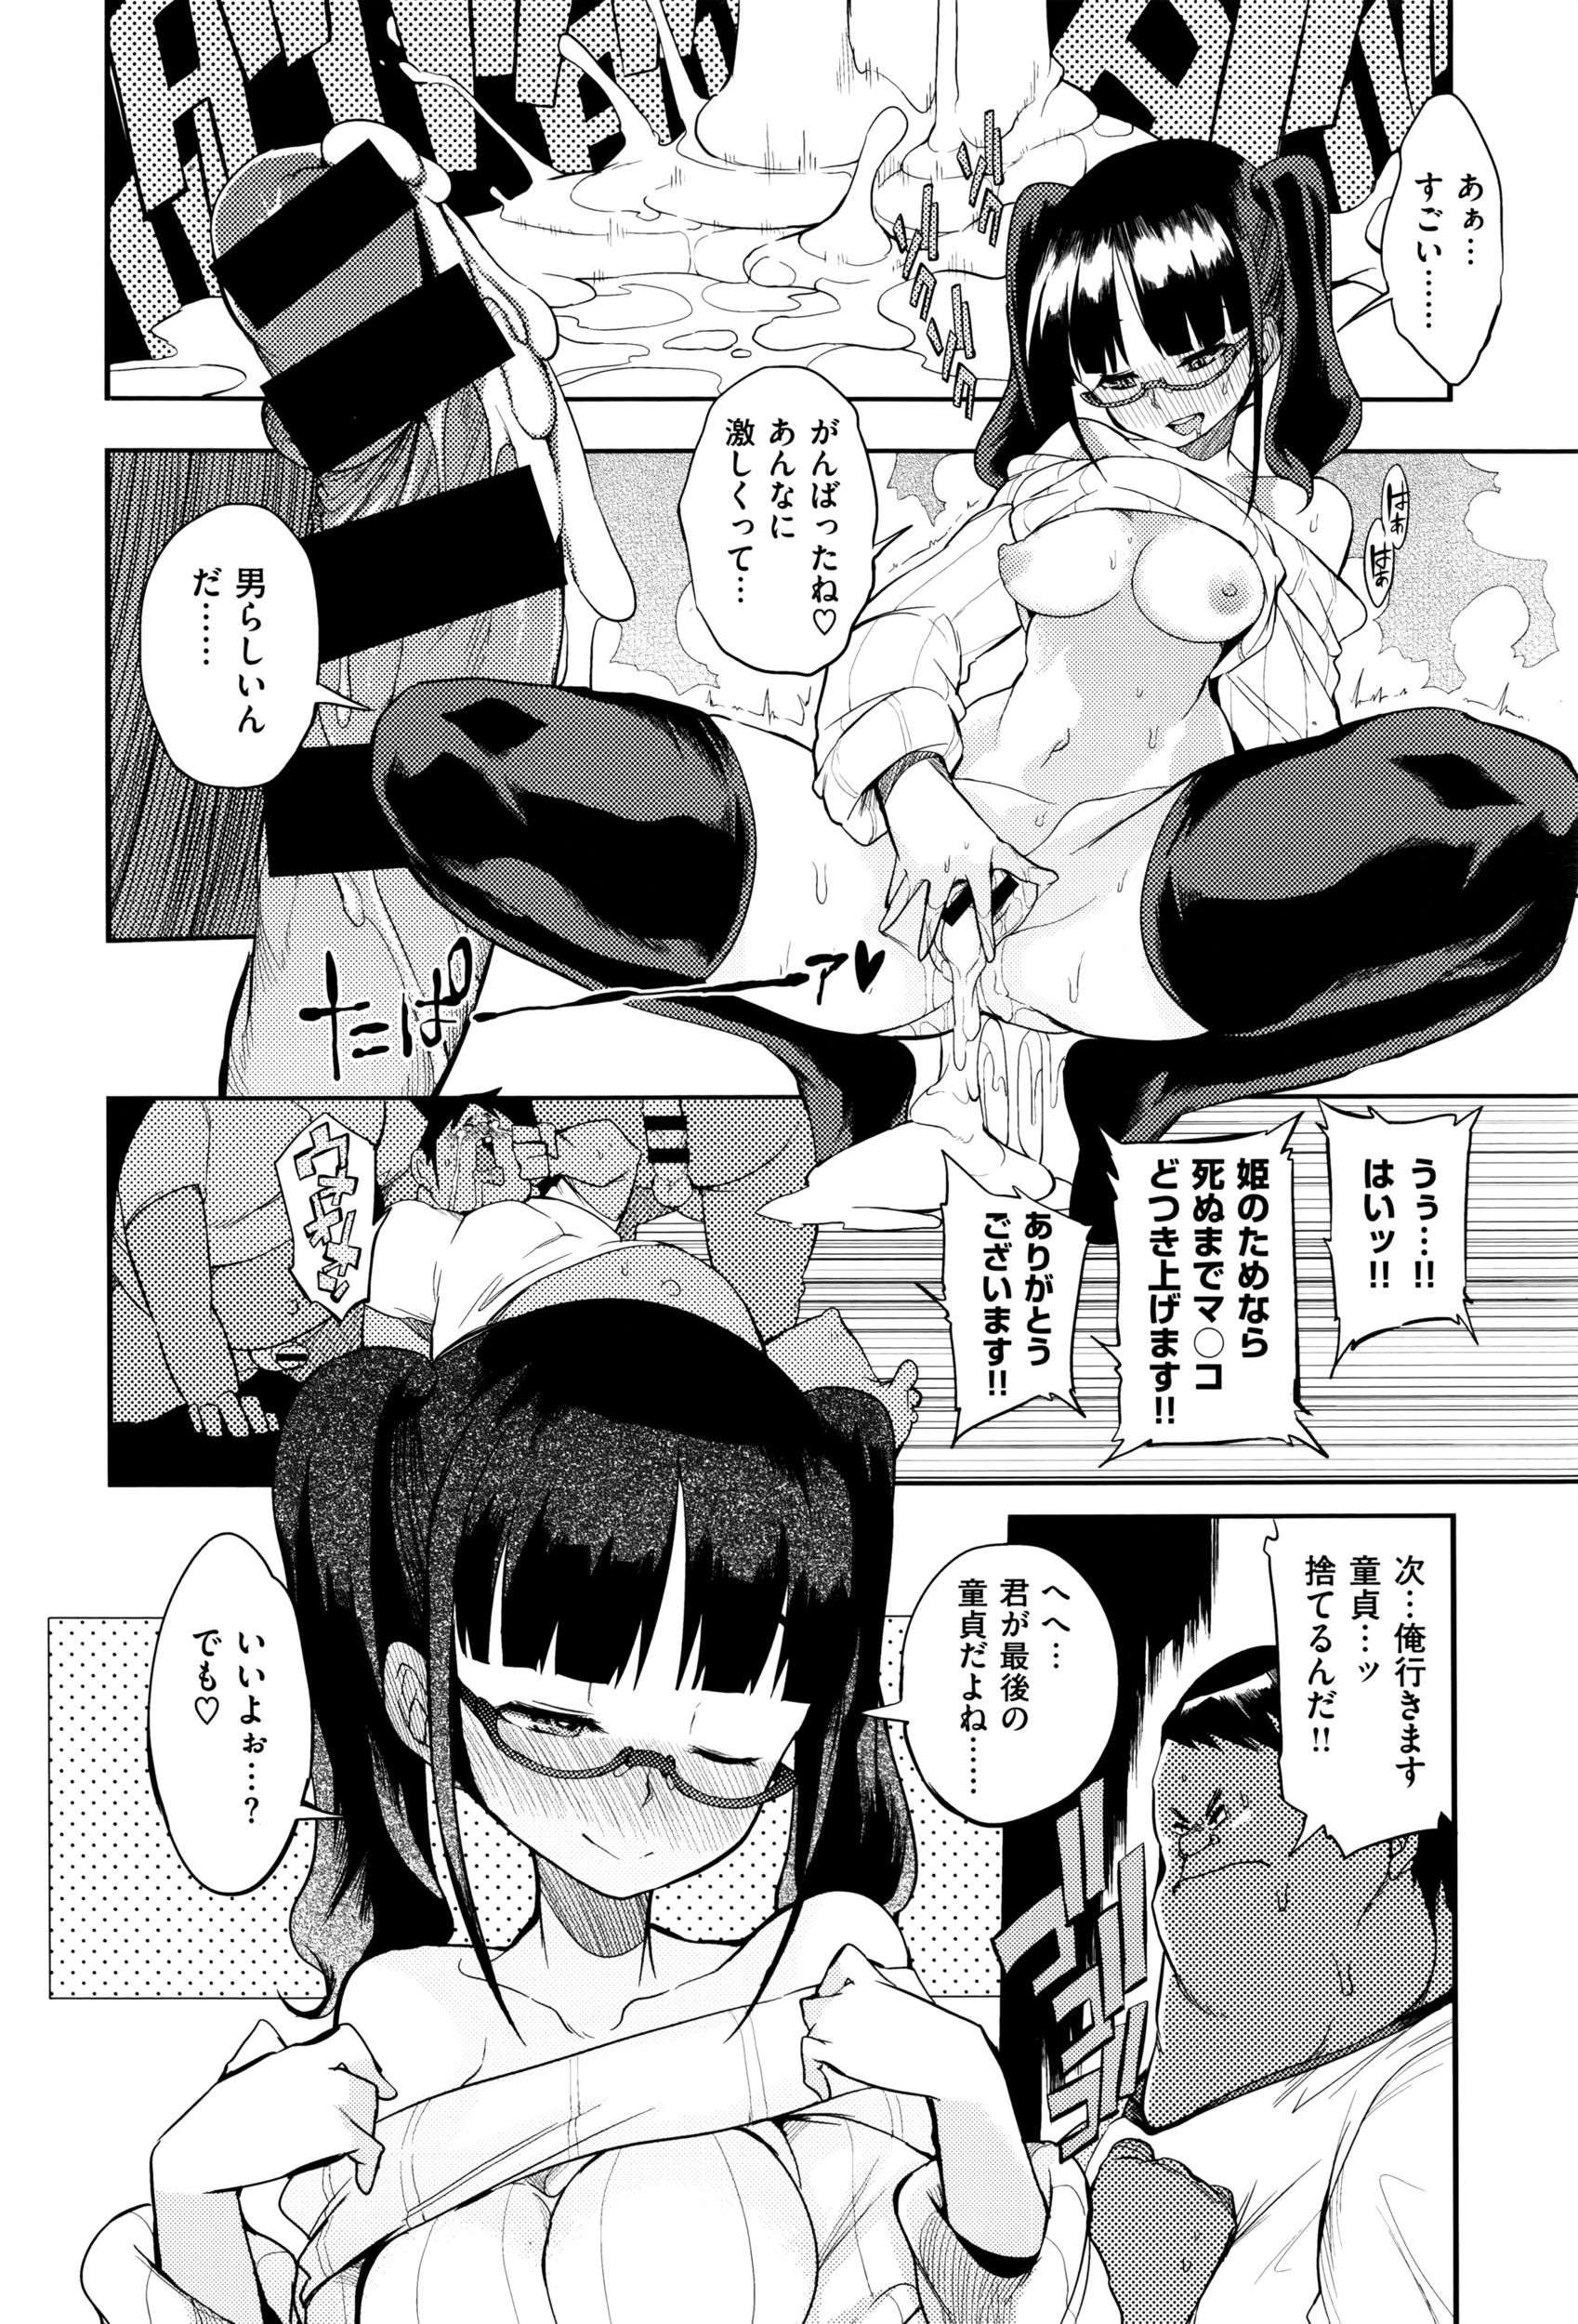 あぁ…
すごい……
はぁ
はぁ
がんばったね♡
あんなに
激しくって…
男らしいん
だ……
たぱーァ♥
うぅ…!!
はいッ!!
姫のためなら
死ぬまでマ○コ
どつき上げます!!
ありがとう
ございます!!
次…俺行きます
童貞…ッ
捨てるんだ!!
へへ…
君が最後の
童貞だよね……
いいよぉ…?
でも♡